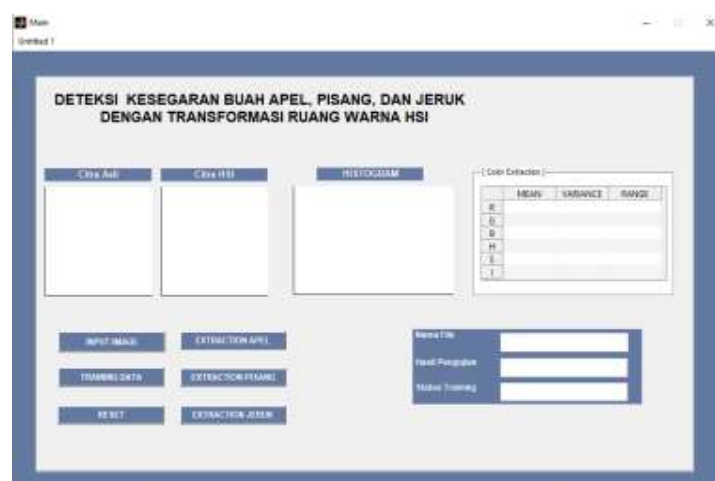 Main
Untitled 1
DETEKSI KESEGARAN BUAH APEL, PISANG, DAN JERUK
DENGAN TRANSFORMASI RUANG WARNA HSI
Citra Asli
Citra HSI
HISTOGRAM
[ Color Extraction ]
MEAN VARIANCE RANGE
R
G
B
H
S
I
INPUT IMAGE
EXTRACTION APEL
TRAINING DATA
EXTRACTION PISANG
RESET
EXTRACTION JERUK
Nama File
Hasil Pengujian
Status Training